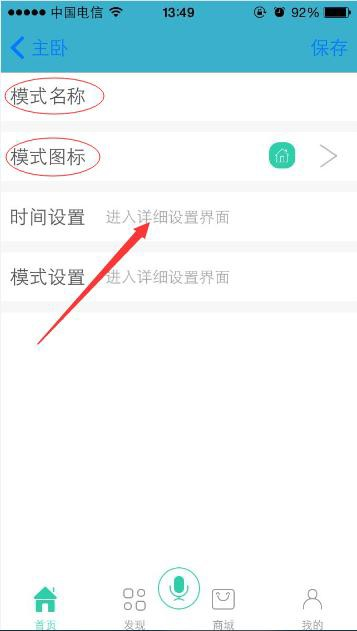 中国电信 13:49 92%
主卧 保存
模式名称
模式图标
时间设置 进入详细设置界面
模式设置 进入详细设置界面
首页 发现 商城 我的